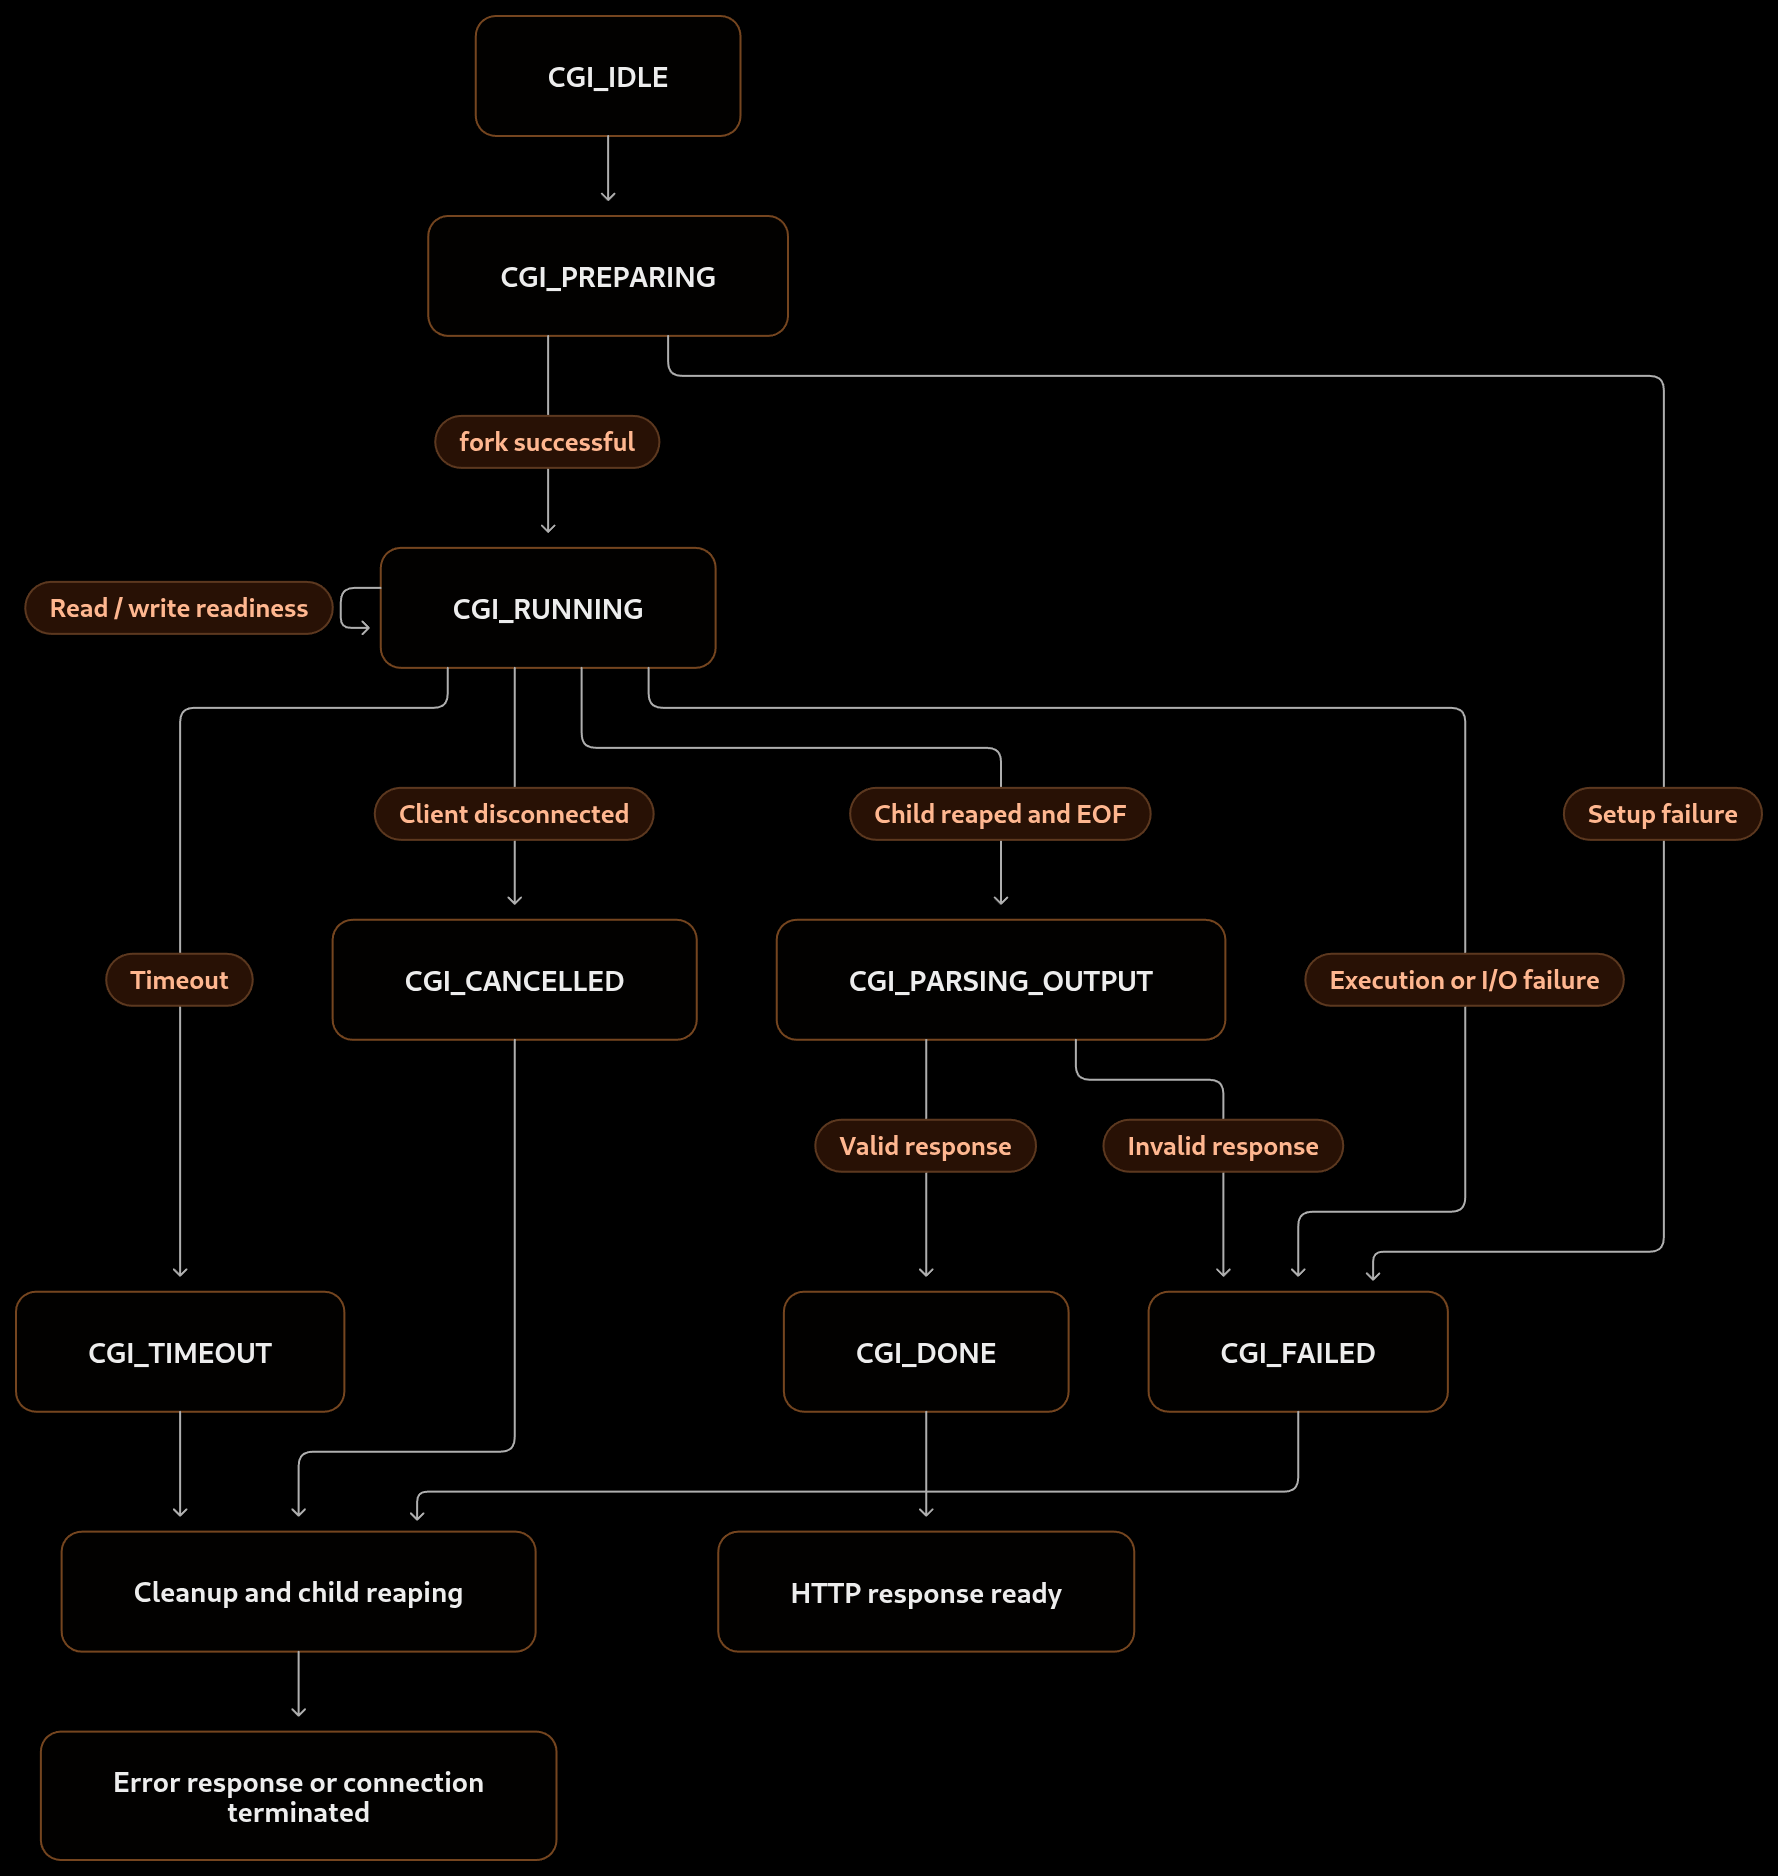 CGI_IDLE
CGI_PREPARING
fork successful
Read / write readiness
CGI_RUNNING
Client disconnected
Child reaped and EOF
Setup failure
Timeout
CGI_CANCELLED
CGI_PARSING_OUTPUT
Execution or I/O failure
Valid response
Invalid response
CGI_TIMEOUT
CGI_DONE
CGI_FAILED
Cleanup and child reaping
HTTP response ready
Error response or connection
terminated